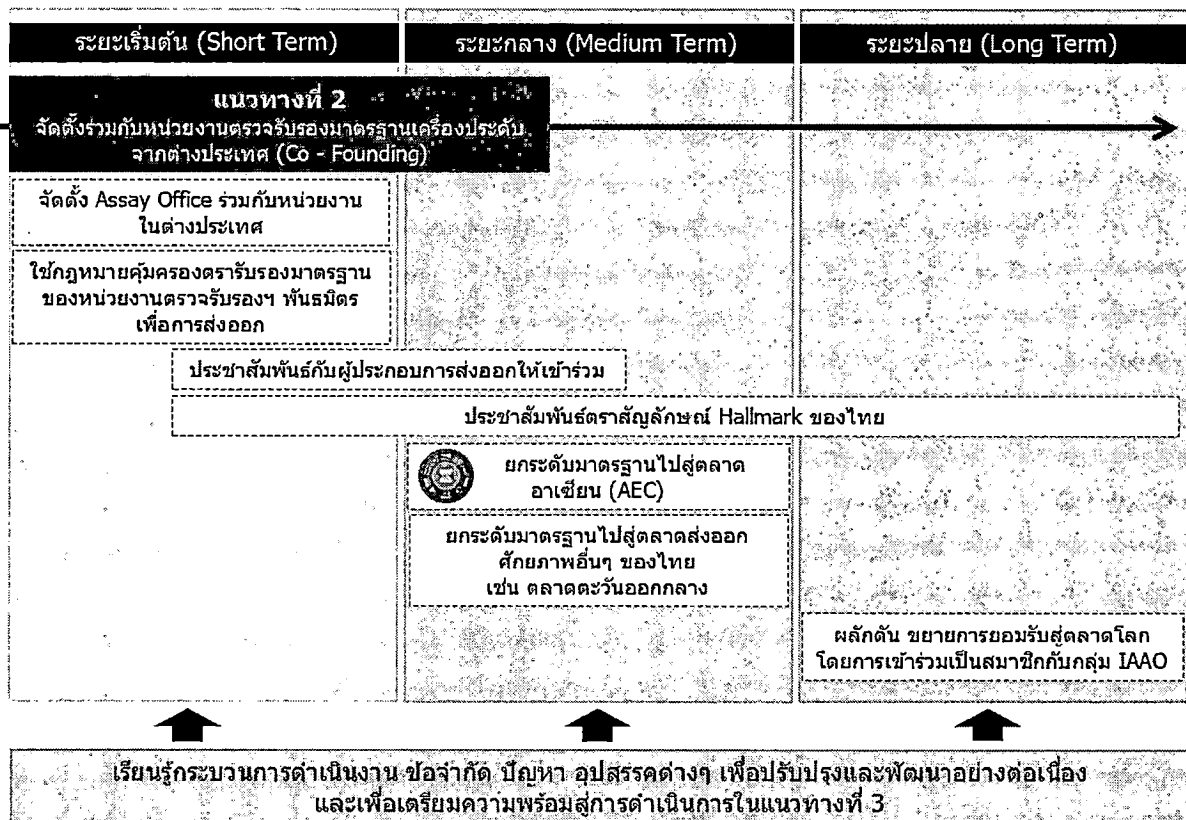 ระยะเริ่มต้น (Short Term)
ระยะกลาง (Medium Term)
ระยะปลาย (Long Term)
แนวทางที่ 2
จัดตั้งร่วมกับหน่วยงานตรวจรับรองมาตรฐานเครื่องประดับ
จากต่างประเทศ (Co - Founding)
จัดตั้ง Assay Office ร่วมกับหน่วยงาน
ในต่างประเทศ
ใช้กฎหมายคุ้มครองตรารับรองมาตรฐาน
ของหน่วยงานตรวจรับรองฯ พันธมิตร
เพื่อการส่งออก
ประชาสัมพันธ์กับผู้ประกอบการส่งออกให้เข้าร่วม
ประชาสัมพันธ์ตราสัญลักษณ์ Hallmark ของไทย
ยกระดับมาตรฐานไปสู่ตลาด
อาเซียน (AEC)
ยกระดับมาตรฐานไปสู่ตลาดส่งออก
ศักยภาพอื่นๆ ของไทย
เช่น ตลาดตะวันออกกลาง
ผลักดัน ขยายการยอมรับสู่ตลาดโลก
โดยการเข้าร่วมเป็นสมาชิกกับกลุ่ม IAAO
เรียนรู้กระบวนการดำเนินงาน ข้อจำกัด ปัญหา อุปสรรคต่างๆ เพื่อปรับปรุงและพัฒนาอย่างต่อเนื่อง
และเพื่อเตรียมความพร้อมสู่การดำเนินการในแนวทางที่ 3